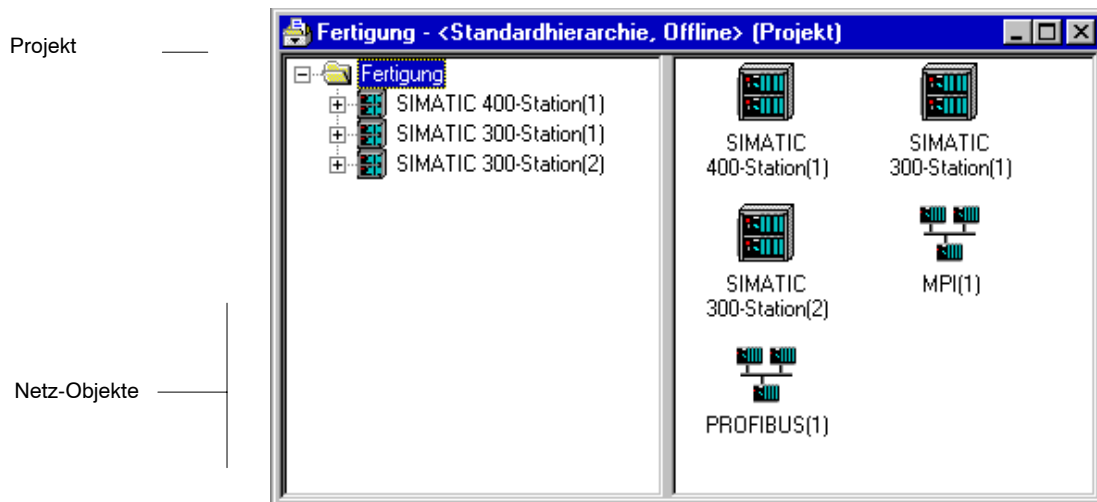 Projekt
Fertigung - <Standardhierarchie, Offline> (Projekt)
Fertigung
SIMATIC 400-Station(1)
SIMATIC 300-Station(1)
SIMATIC 300-Station(2)
SIMATIC
400-Station(1)
SIMATIC
300-Station(1)
SIMATIC
300-Station(2)
MPI(1)
PROFIBUS(1)
Netz-Objekte